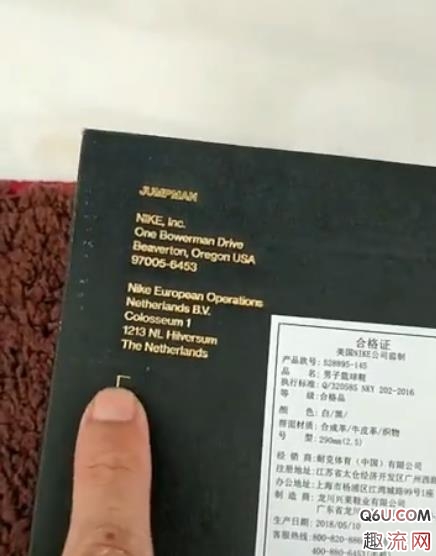 JUMPMAN
NIKE, Inc.
One Bowerman Drive
Beaverton, Oregon USA
97005-6453
Nike European Operations
Netherlands B.V.
Colosseum 1
1213 NL Hilversum
The Netherlands
合格证
美国NIKE公司监制
产品款号: 528895-145
品 名: 男子篮球鞋
执行标准: Q/320585 NKY 202-2016
等 级: 合格品
颜 色: 白/黑/
帮面材质: 合成革/牛皮革/织物
号 型: 290mm(2.5)
经 销 商: 耐克体育（中国）有限公司
注册地址: 江苏省太仓经济开发区广州西路
地 址: 上海市杨浦区江湾城路99号1座
制 造 商: 龙川兴莱鞋业有限公司
广东省龙川
生产日期: 2018/05/10
客服热线: 800-820-886
400-880-6453
Q6U.COM
趣流网